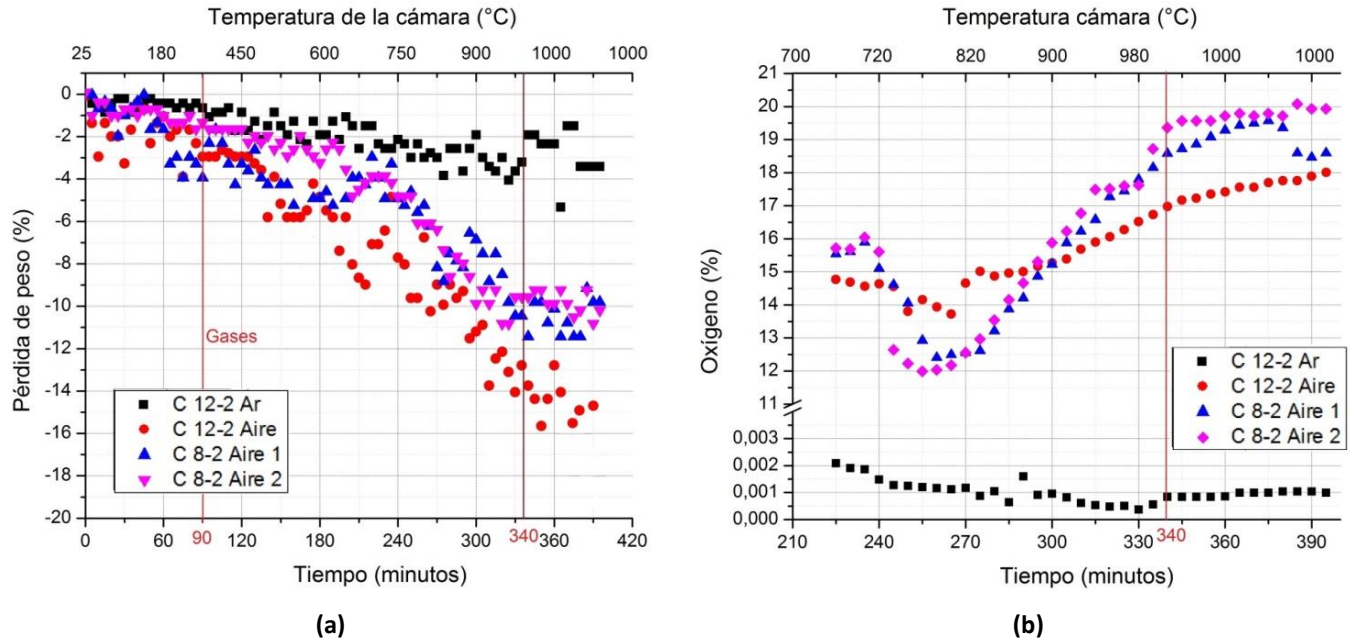 Temperatura de la cámara (°C)
25 180 450 600 750 900 1000 1000
0
-2
-4
-6
-8
-10
-12
-14
-16
-18
-20
Pérdida de peso (%)
Gases
C 12-2 Ar
C 12-2 Aire
C 8-2 Aire 1
C 8-2 Aire 2
0 60 90 120 180 240 300 340 360 420
Tiempo (minutos)
(a)
Temperatura cámara (°C)
700 720 820 900 980 1000 1000
21
20
19
18
17
16
15
14
13
12
11
0,003
0,002
0,001
0,000
Oxígeno (%)
C 12-2 Ar
C 12-2 Aire
C 8-2 Aire 1
C 8-2 Aire 2
210 240 270 300 330 340 360 390
Tiempo (minutos)
(b)